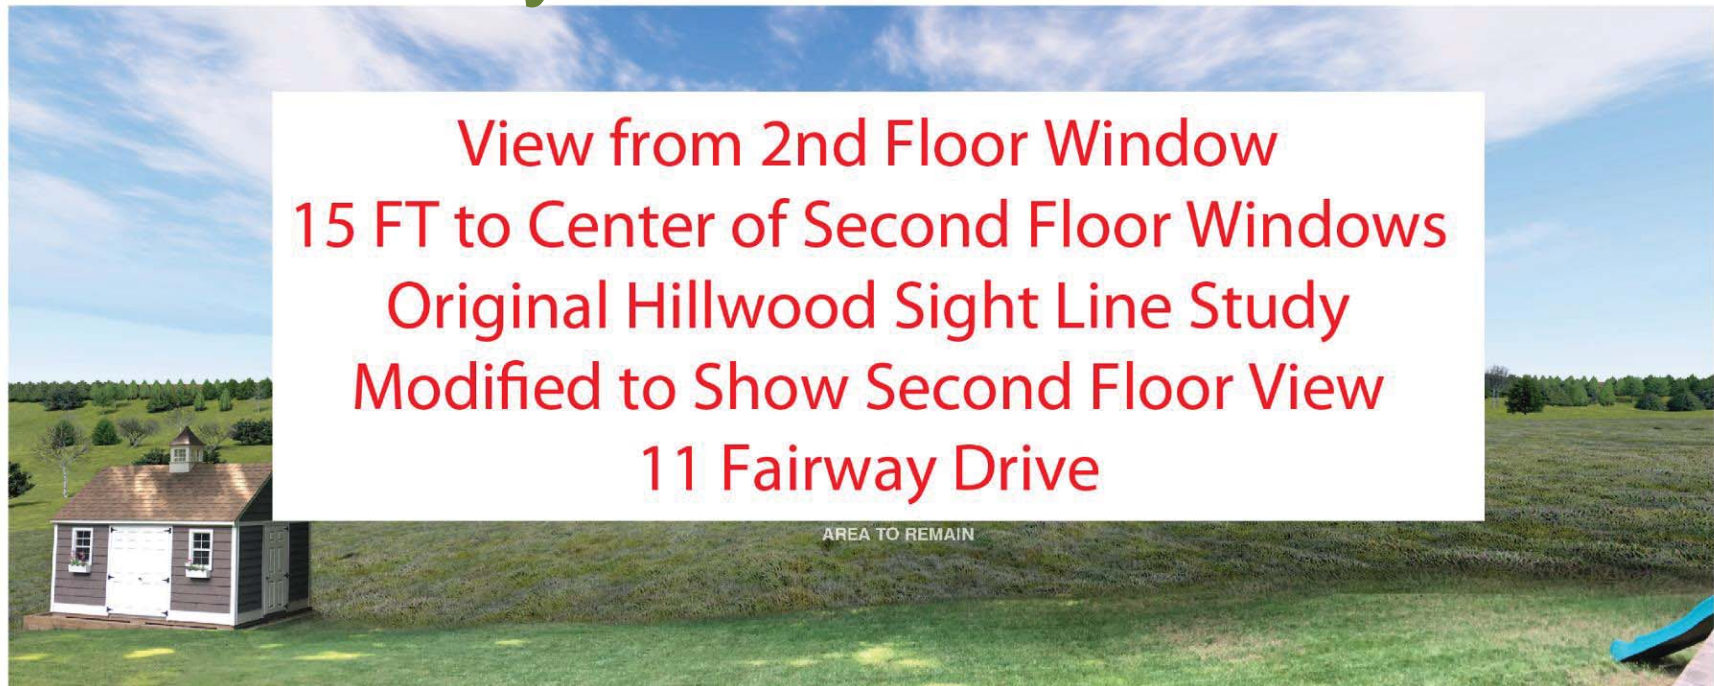 View from 2nd Floor Window
15 FT to Center of Second Floor Windows
Original Hillwood Sight Line Study
Modified to Show Second Floor View
11 Fairway Drive
AREA TO REMAIN